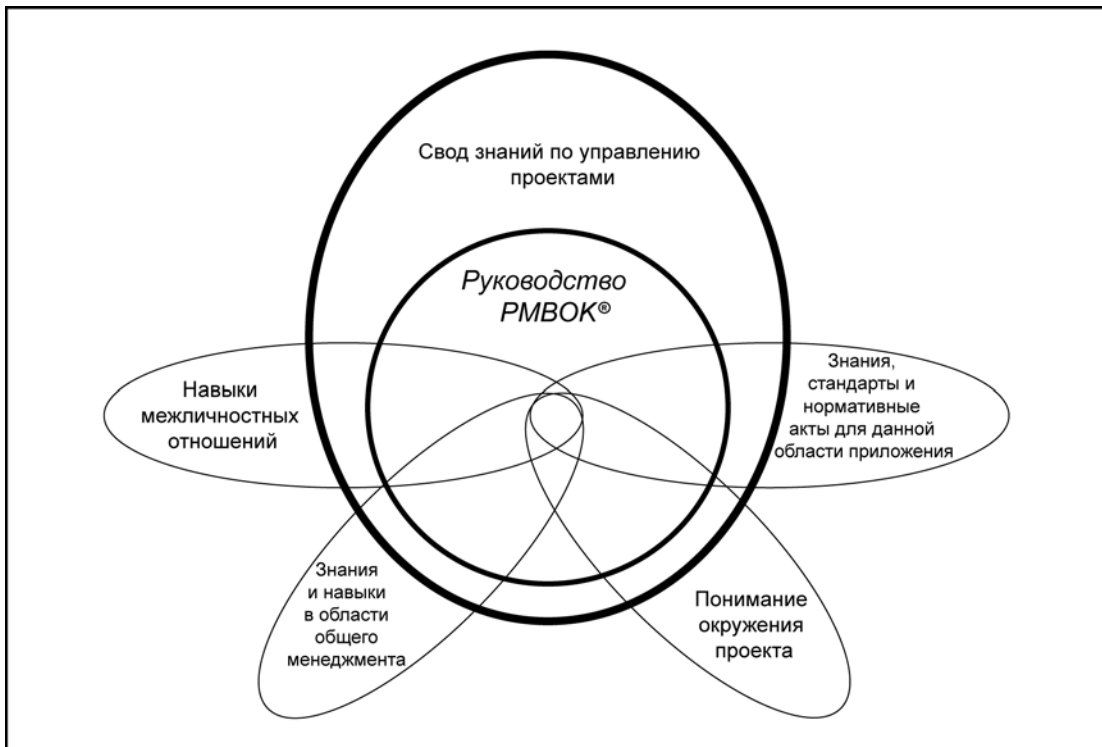 Свод знаний по управлению
проектами
Руководство
PMBOK®
Навыки
межличностных
отношений
Знания,
стандарты и
нормативные
акты для данной
области приложения
Знания
и навыки
в области
общего
менеджмента
Понимание
окружения
проекта